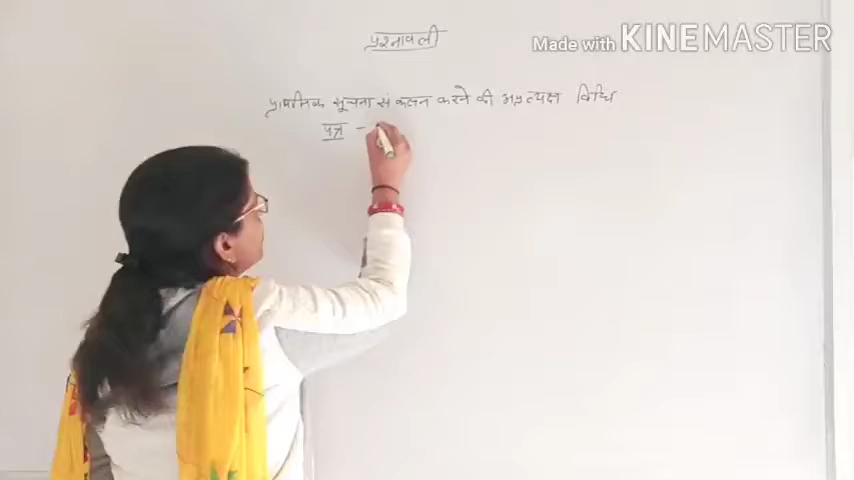 प्रश्नावली
Made with KINEMASTER
प्राथमिक सूचना संकलन करने की अप्रत्यक्ष विधि
पत्र -